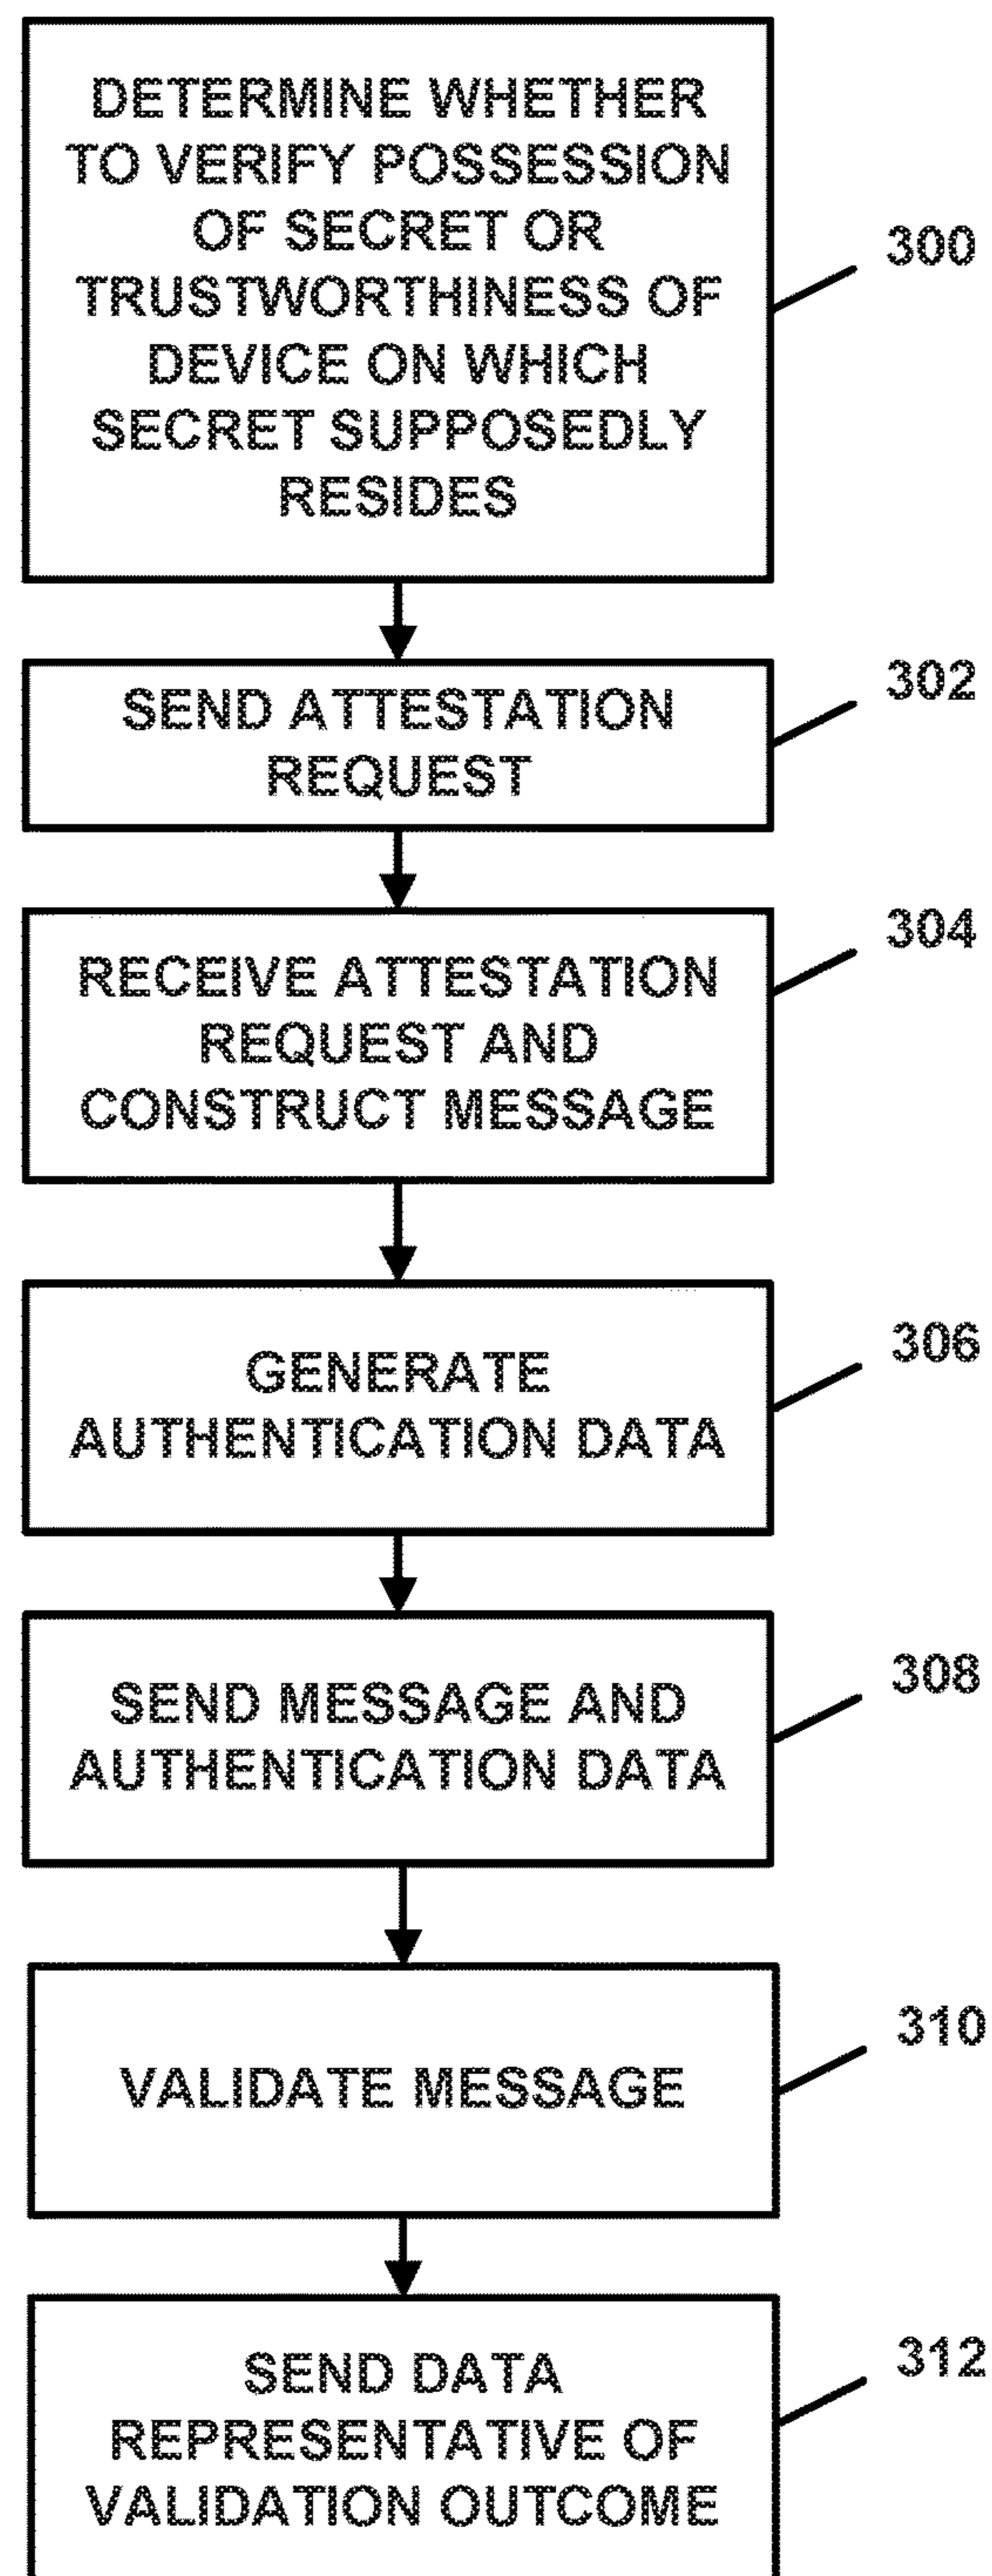 DETERMINE WHETHER
TO VERIFY POSSESSION
OF SECRET OR
TRUSTWORTHINESS OF
DEVICE ON WHICH
SECRET SUPPOSEDLY
RESIDES
300
SEND ATTESTATION
REQUEST
302
RECEIVE ATTESTATION
REQUEST AND
CONSTRUCT MESSAGE
304
GENERATE
AUTHENTICATION DATA
306
SEND MESSAGE AND
AUTHENTICATION DATA
308
VALIDATE MESSAGE
310
SEND DATA
REPRESENTATIVE OF
VALIDATION OUTCOME
312